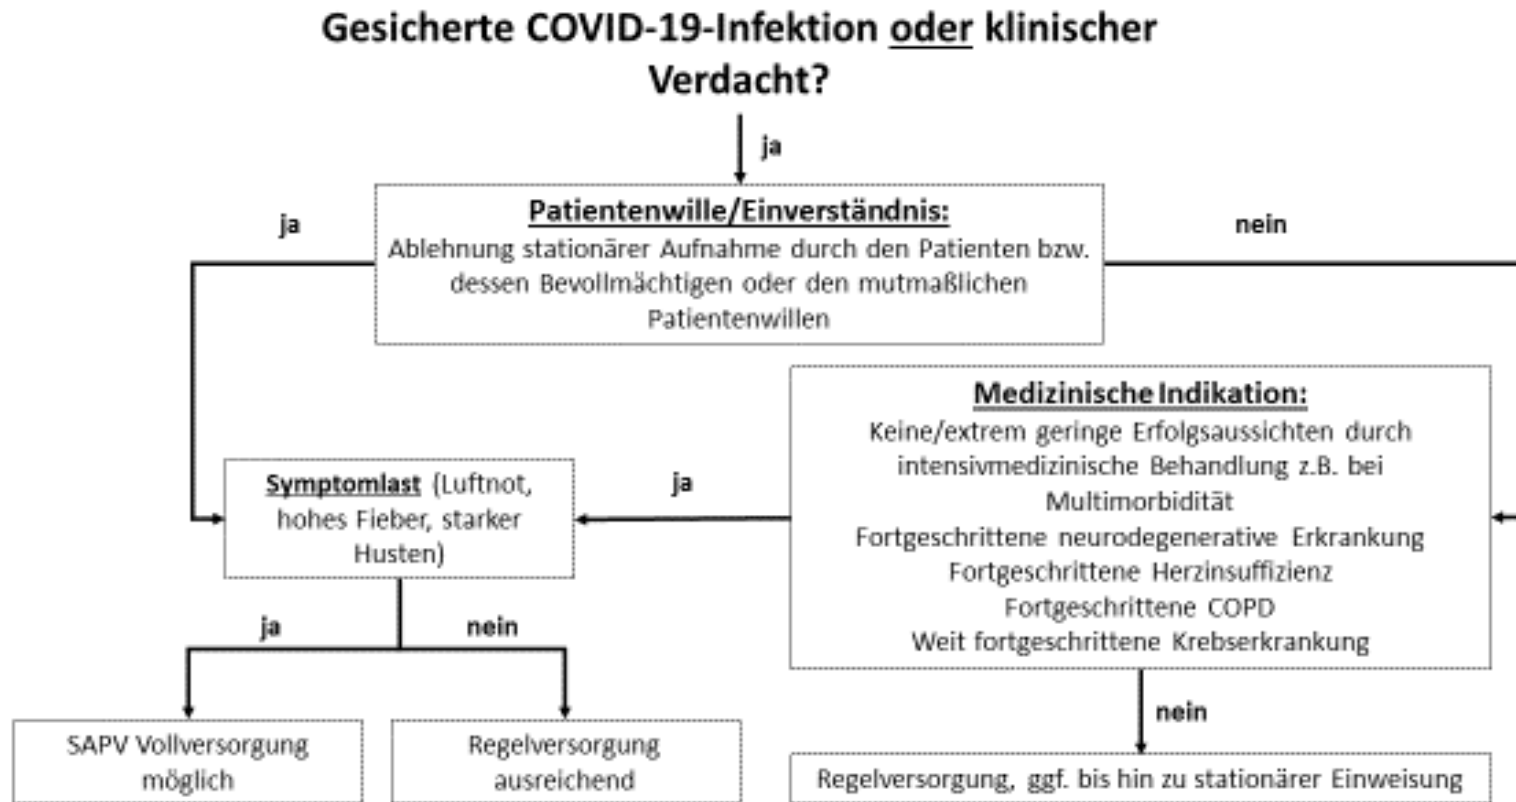 Gesicherte COVID-19-Infektion oder klinischer
Verdacht?
ja
Patientenwille/Einverständnis:
Ablehnung stationärer Aufnahme durch den Patienten bzw.
dessen Bevollmächtigen oder den mutmaßlichen
Patientenwillen
ja
nein
Medizinische Indikation:
Keine/extrem geringe Erfolgsaussichten durch
intensivmedizinische Behandlung z.B. bei
Multimorbidität
Fortgeschrittene neurodegenerative Erkrankung
Fortgeschrittene Herzinsuffizienz
Fortgeschrittene COPD
Weit fortgeschrittene Krebserkrankung
ja
Symptomlast (Luftnot,
hohes Fieber, starker
Husten)
ja
nein
nein
SAPV Vollversorgung
möglich
Regelversorgung
ausreichend
Regelversorgung, ggf. bis hin zu stationärer Einweisung